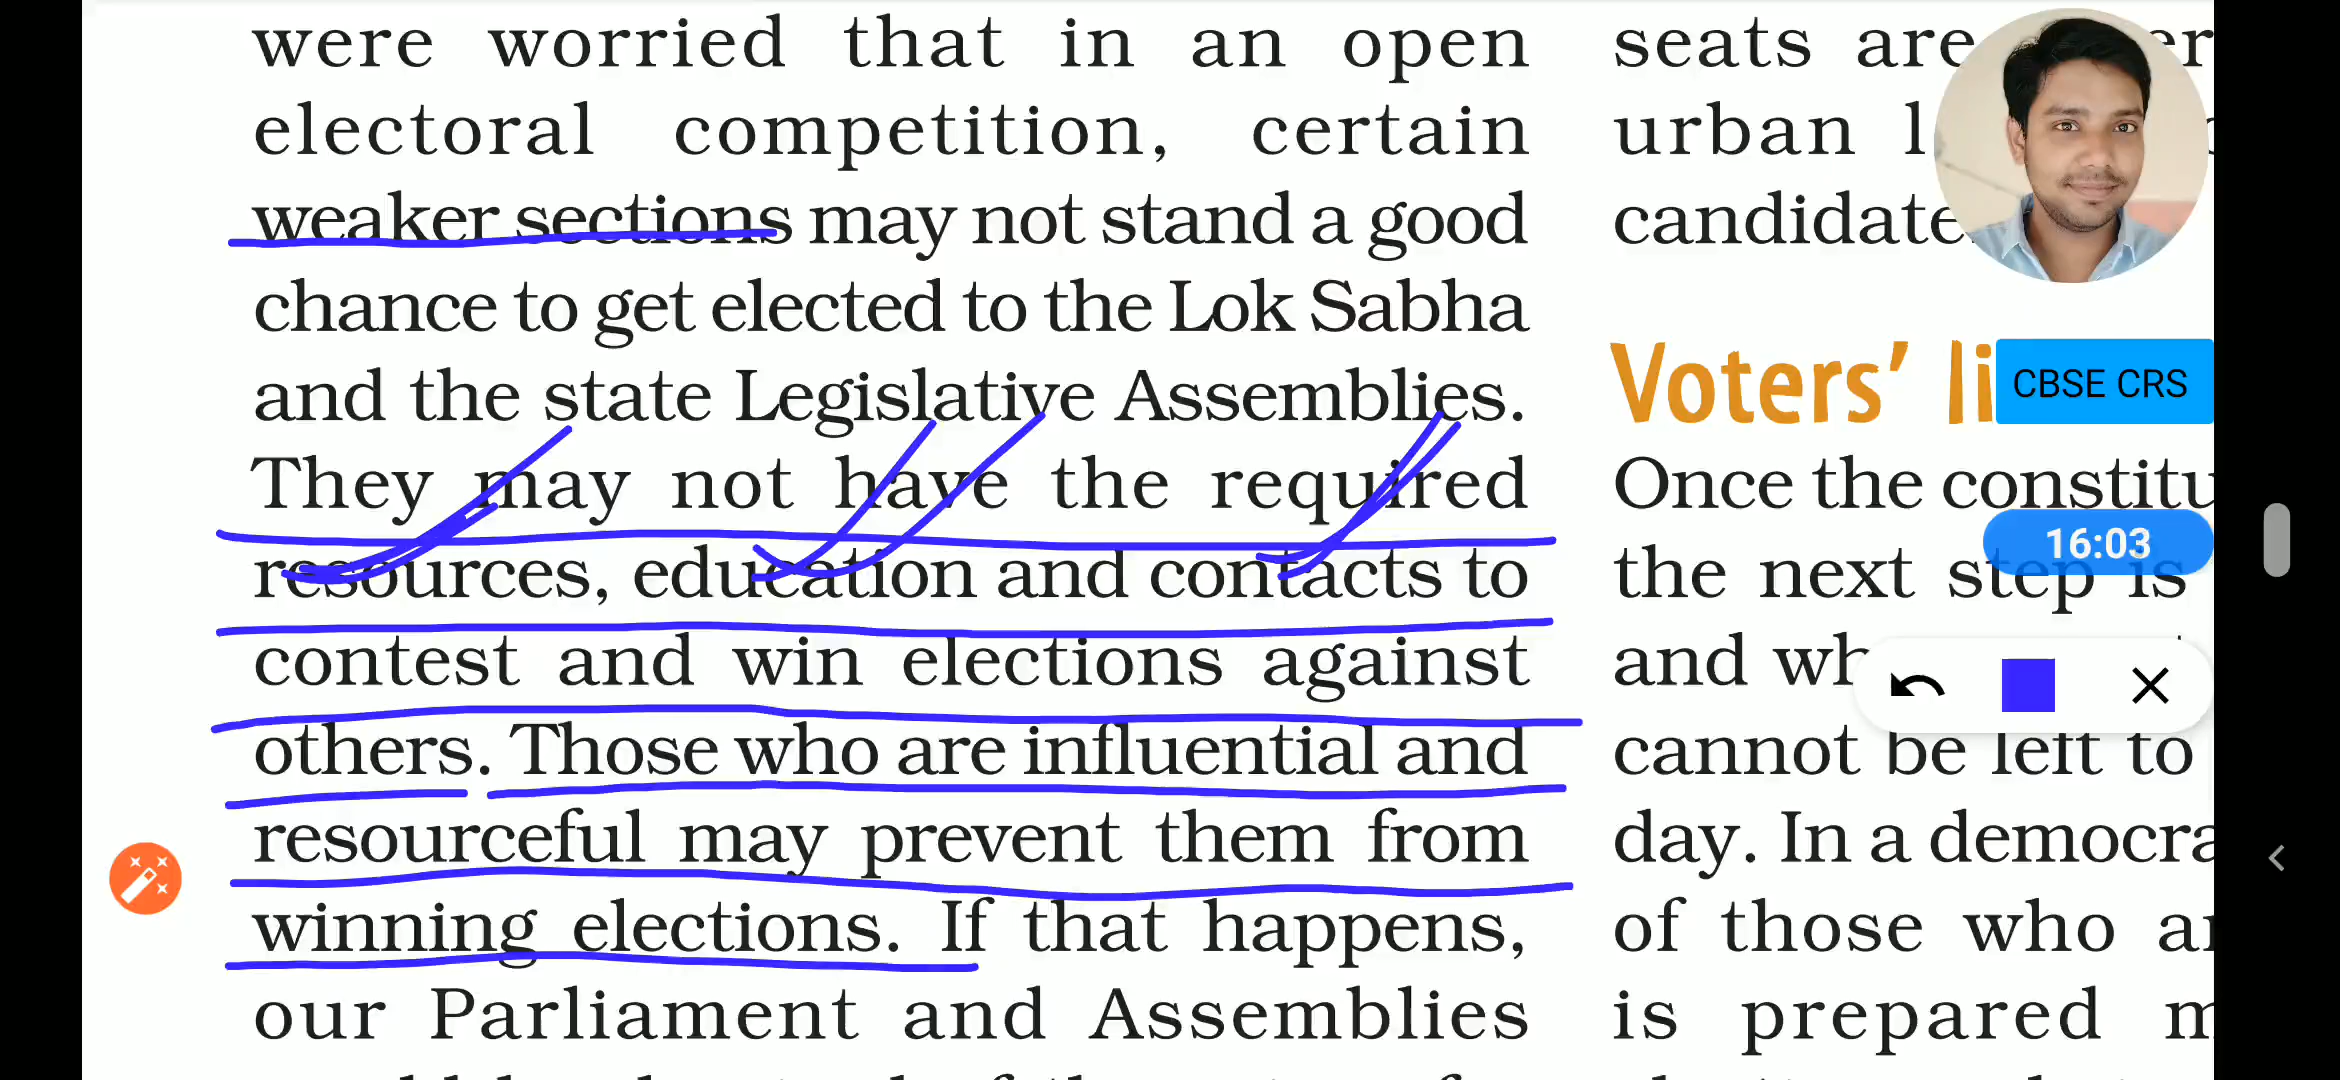 were worried that in an open
electoral competition, certain
weaker sections may not stand a good
chance to get elected to the Lok Sabha
and the state Legislative Assemblies.
They may not have the required
resources, education and contacts to
contest and win elections against
others. Those who are influential and
resourceful may prevent them from
winning elections. If that happens,
our Parliament and Assemblies
seats are
urban
candidate
Voters’ li
CBSE CRS
Once the constitu
16:03
the next step is
and wh
cannot be left to
day. In a democra
of those who
is prepared